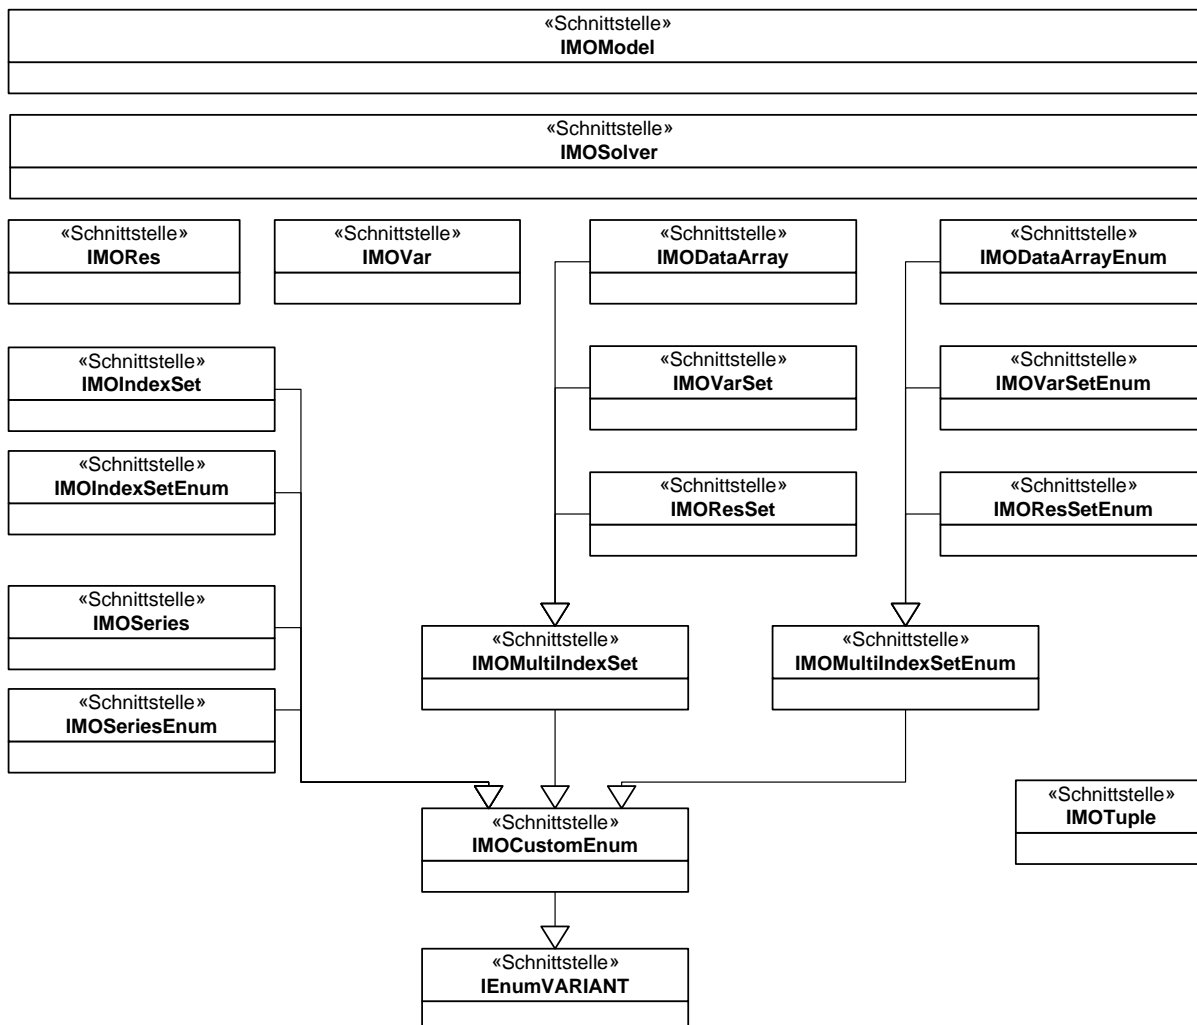 «Schnittstelle»
IMOModel
«Schnittstelle»
IMOSolver
«Schnittstelle»
IMORes
«Schnittstelle»
IMOVar
«Schnittstelle»
IMODataArray
«Schnittstelle»
IMODataArrayEnum
«Schnittstelle»
IMOIndexSet
«Schnittstelle»
IMOVarSet
«Schnittstelle»
IMOVarSetEnum
«Schnittstelle»
IMOIndexSetEnum
«Schnittstelle»
IMOResSet
«Schnittstelle»
IMOResSetEnum
«Schnittstelle»
IMOSeries
«Schnittstelle»
IMOMultiIndexSet
«Schnittstelle»
IMOMultiIndexSetEnum
«Schnittstelle»
IMOSeriesEnum
«Schnittstelle»
IMOTuple
«Schnittstelle»
IMOCustomEnum
«Schnittstelle»
IEnumVARIANT